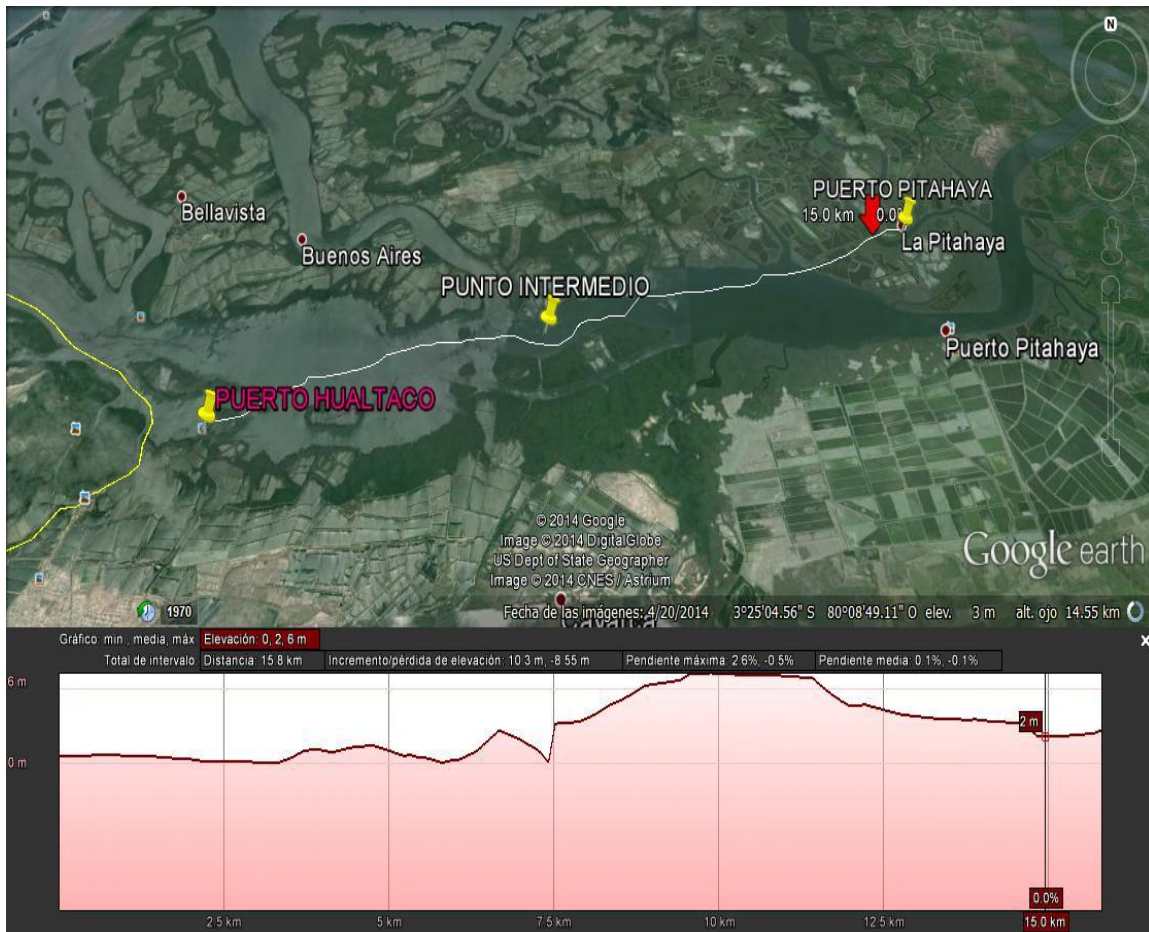 N
PUERTO PITAHAYA
15.0 km 0.0%
La Pitahaya
Bellavista
Buenos Aires
PUNTO INTERMEDIO
Puerto Pitahaya
PUERTO HUALTACO
© 2014 Google
Image © 2014 DigitalGlobe
US Dept of State Geographer
Image © 2014 CNES / Astrium
Google earth
1970
Fecha de las imágenes: 4/20/2014 3°25'04.56" S 80°08'49.11" O elev. 3 m alt. ojo 14.55 km
Gráfico: min., media, máx Elevación: 0, 2, 6 m
Total de intervalo: Distancia: 15.8 km Incremento/pérdida de elevación: 10.3 m, -8.55 m Pendiente máxima: 2.6%, -0.5% Pendiente media: 0.1%, -0.1%
6 m
2 m
0 m
0.0%
2.5 km 5 km 7.5 km 10 km 12.5 km 15.0 km